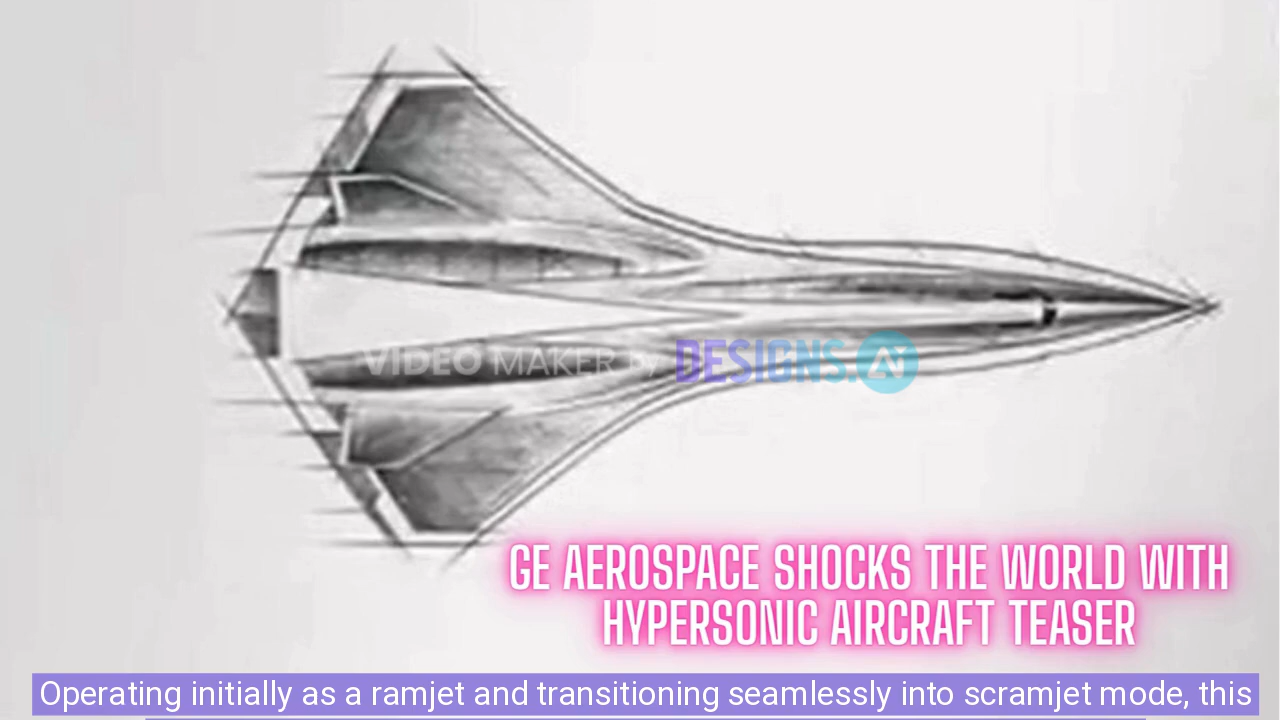 VIDEO MAKER by DESIGNS.Ai
GE AEROSPACE SHOCKS THE WORLD WITH
HYPERSONIC AIRCRAFT TEASER
Operating initially as a ramjet and transitioning seamlessly into scramjet mode, this